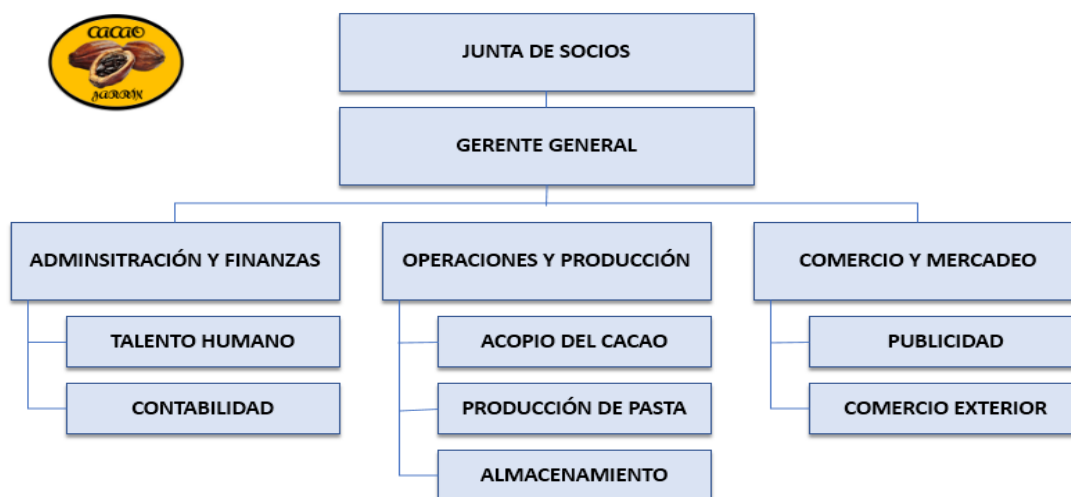 CACAO
JARRÍN
JUNTA DE SOCIOS
GERENTE GENERAL
ADMINSITRACIÓN Y FINANZAS
OPERACIONES Y PRODUCCIÓN
COMERCIO Y MERCADEO
TALENTO HUMANO
ACOPIO DEL CACAO
PUBLICIDAD
CONTABILIDAD
PRODUCCIÓN DE PASTA
COMERCIO EXTERIOR
ALMACENAMIENTO